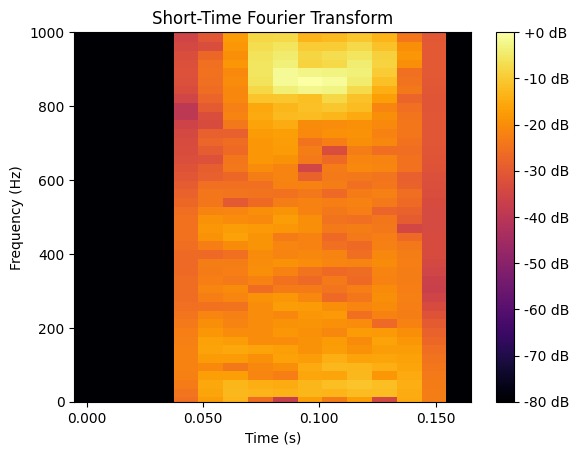 Short-Time Fourier Transform
1000
800
600
400
200
0
Frequency (Hz)
0.000
0.050
0.100
0.150
Time (s)
+0 dB
-10 dB
-20 dB
-30 dB
-40 dB
-50 dB
-60 dB
-70 dB
-80 dB